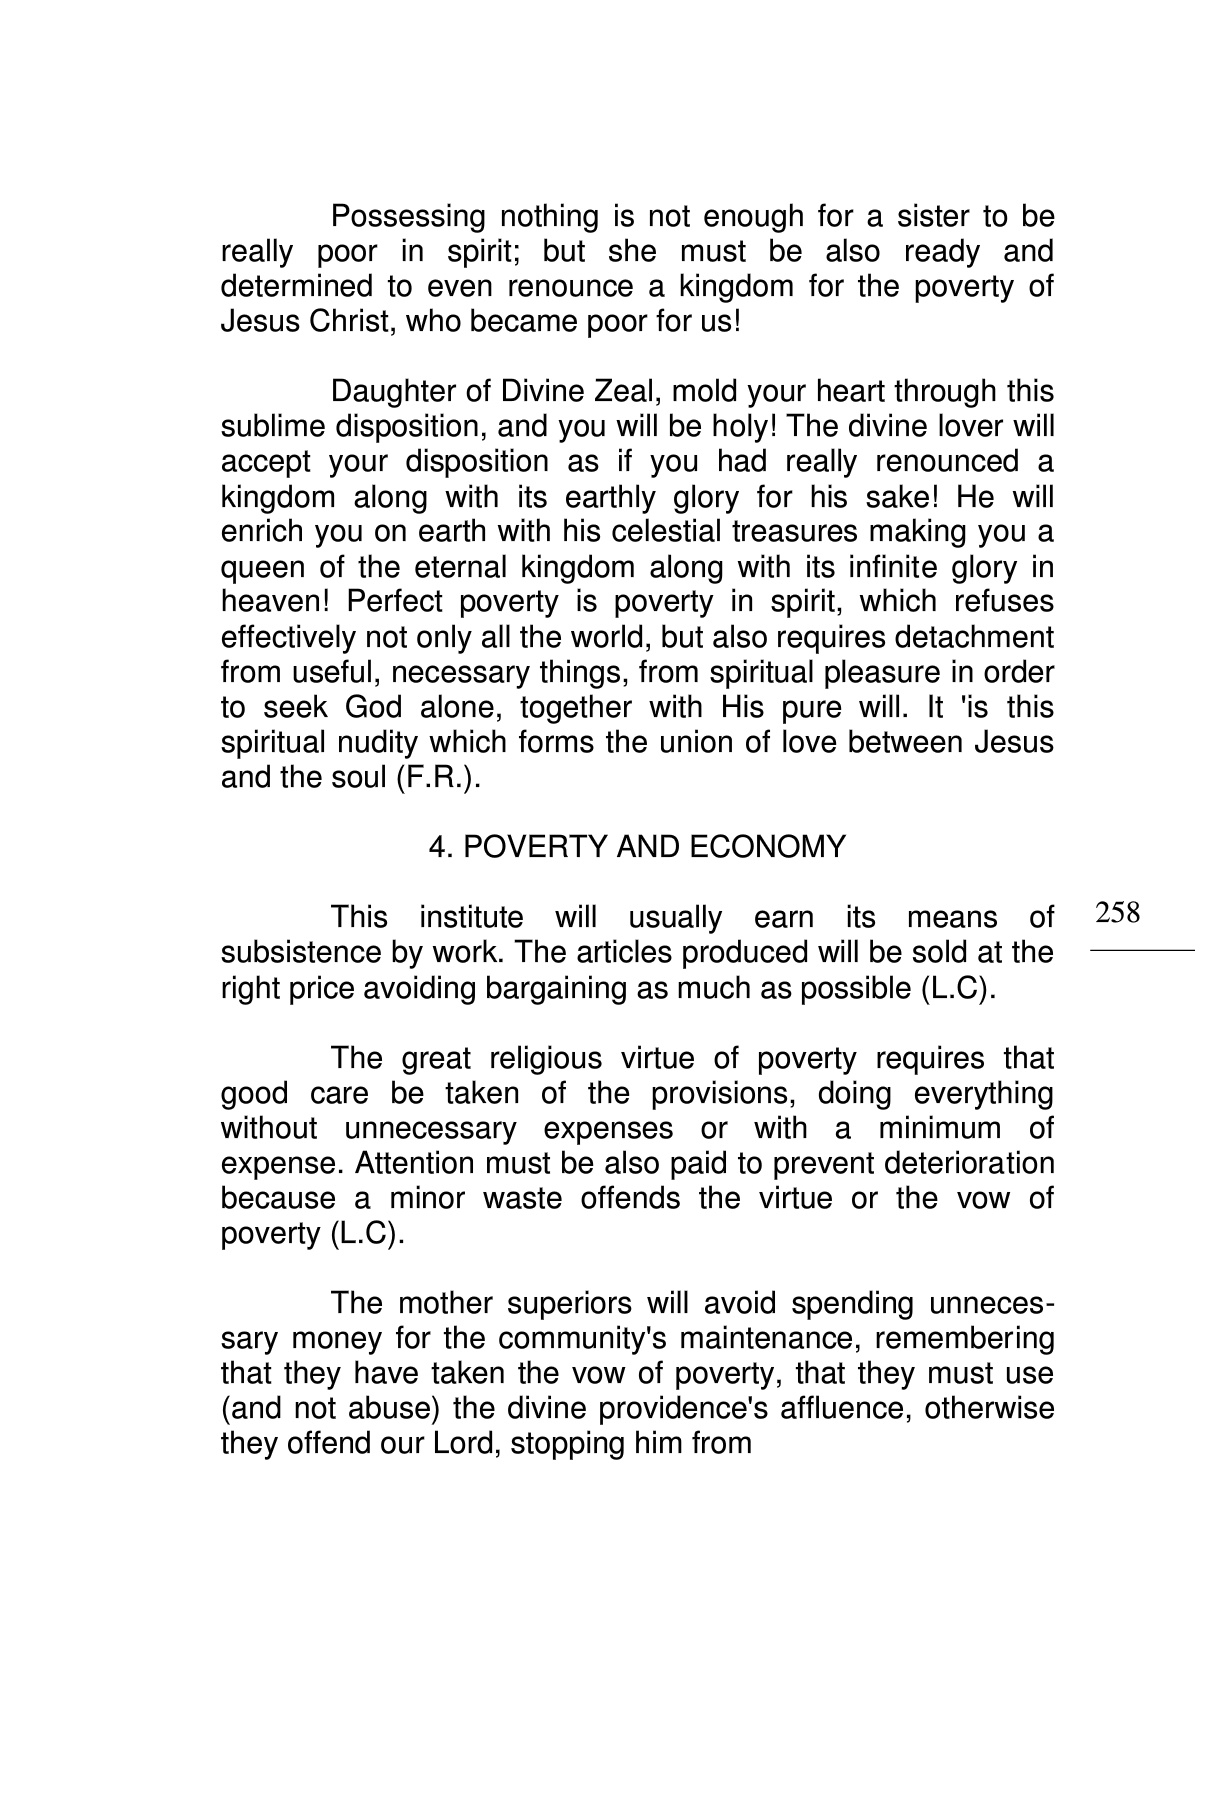 Possessing nothing is not enough for a sister to be
really poor in spirit; but she must be also ready and
determined to even renounce a kingdom for the poverty of
Jesus Christ, who became poor for us!
Daughter of Divine Zeal, mold your heart through this
sublime disposition, and you will be holy! The divine lover will
accept your disposition as if you had really renounced a
kingdom along with its earthly glory for his sake! He will
enrich you on earth with his celestial treasures making you a
queen of the eternal kingdom along with its infinite glory in
heaven! Perfect poverty is poverty in spirit, which refuses
effectively not only all the world, but also requires detachment
from useful, necessary things, from spiritual pleasure in order
to seek God alone, together with His pure will. It 'is this
spiritual nudity which forms the union of love between Jesus
and the soul (F.R.).
4. POVERTY AND ECONOMY
This institute will usually earn its means of
subsistence by work. The articles produced will be sold at the
right price avoiding bargaining as much as possible (L.C).
258
The great religious virtue of poverty requires that
good care be taken of the provisions, doing everything
without unnecessary expenses or with a minimum of
expense. Attention must be also paid to prevent deterioration
because a minor waste offends the virtue or the vow of
poverty (L.C).
The mother superiors will avoid spending unneces-
sary money for the community's maintenance, remembering
that they have taken the vow of poverty, that they must use
(and not abuse) the divine providence's affluence, otherwise
they offend our Lord, stopping him from